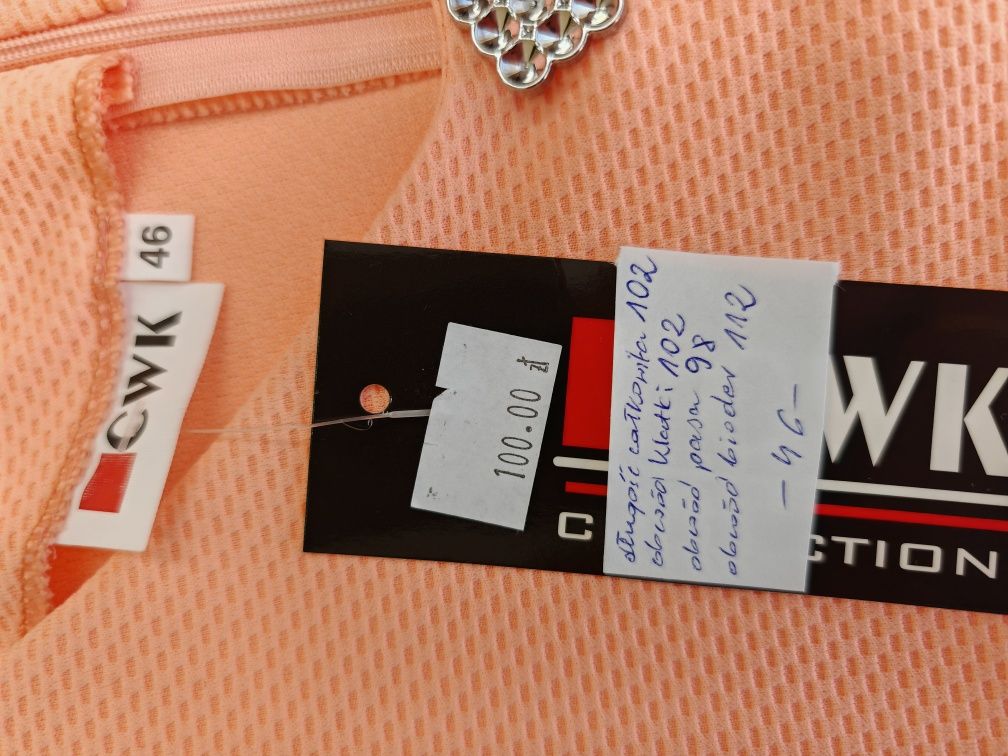 46
EWK
100.00 zł
długość całkowita 102
obwód klatki 102
obwód pasa 98
obwód bioder 112
- 46 -
WK
C CTION